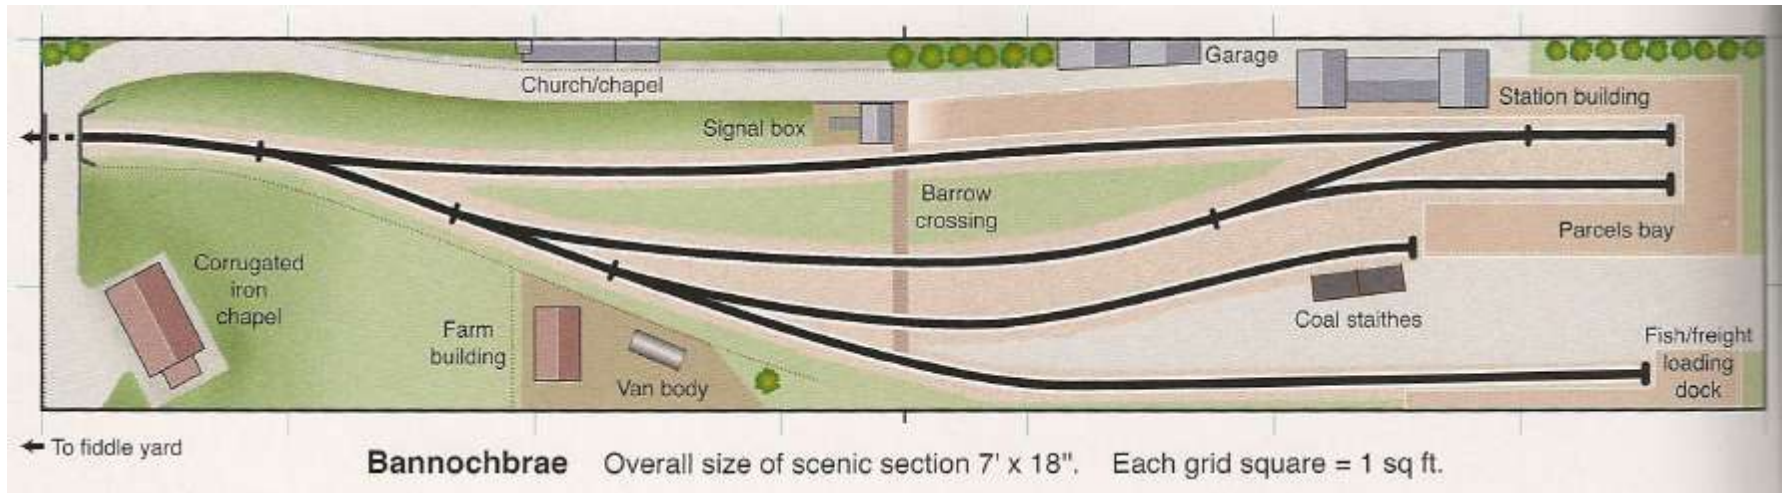 Garage
Church/chapel
Station building
Signal box
Barrow
crossing
Parcels bay
Corrugated
iron
chapel
Coal staithes
Farm
building
Fish/freight
loading
dock
Van body
To fiddle yard
Bannochbrae Overall size of scenic section 7' x 18". Each grid square = 1 sq ft.